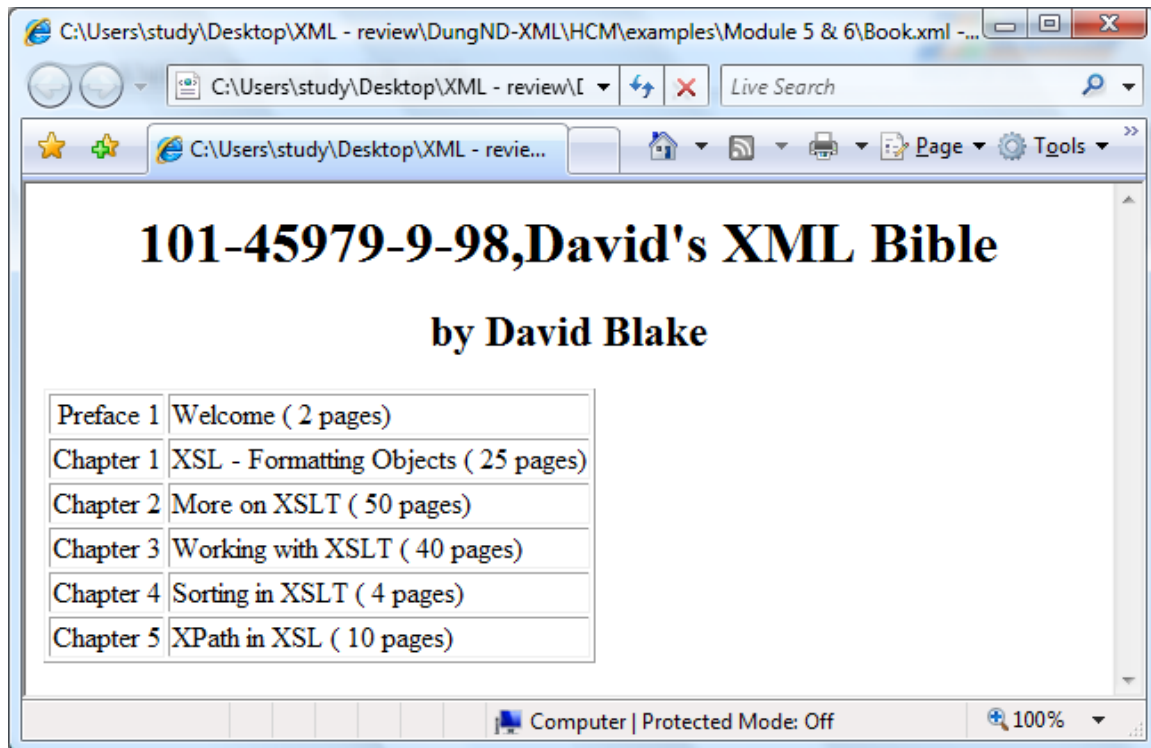 C:\Users\study\Desktop\XML - review\DungND-XML\HCM\examples\Module 5 & 6\Book.xml -...
C:\Users\study\Desktop\XML - review\[
Live Search
C:\Users\study\Desktop\XML - revie...
Page
Tools
101-45979-9-98,David's XML Bible
by David Blake
Preface 1 Welcome ( 2 pages)
Chapter 1 XSL - Formatting Objects ( 25 pages)
Chapter 2 More on XSLT ( 50 pages)
Chapter 3 Working with XSLT ( 40 pages)
Chapter 4 Sorting in XSLT ( 4 pages)
Chapter 5 XPath in XSL ( 10 pages)
Computer | Protected Mode: Off
100%